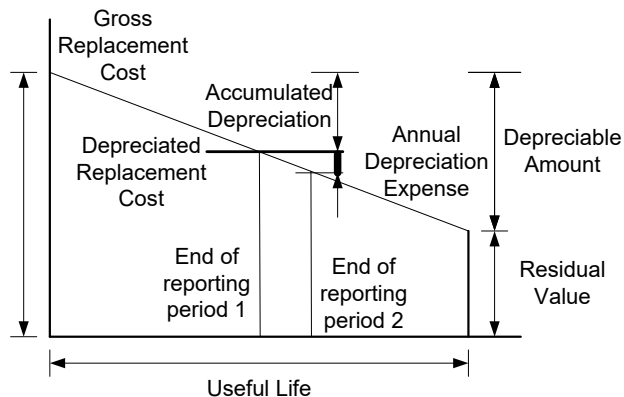 Gross
Replacement
Cost
Accumulated
Depreciation
Depreciated
Replacement
Cost
Annual
Depreciation
Expense
Depreciable
Amount
End of
reporting
period 1
End of
reporting
period 2
Residual
Value
Useful Life